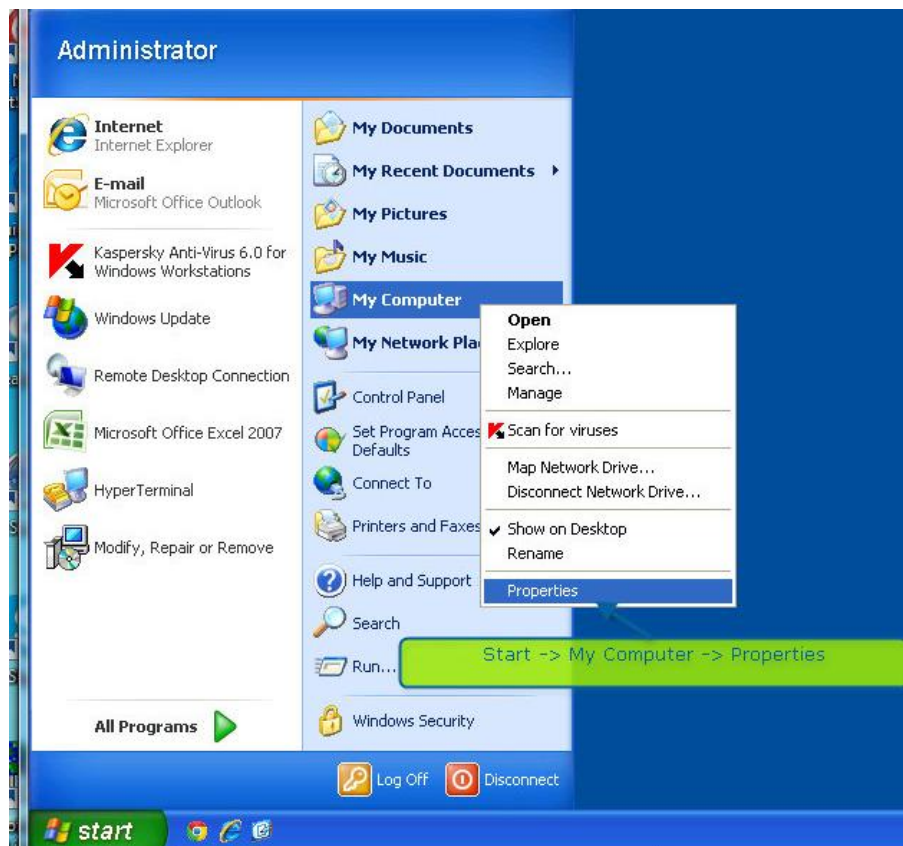 Administrator
Internet
Internet Explorer
E-mail
Microsoft Office Outlook
Kaspersky Anti-Virus 6.0 for
Windows Workstations
Windows Update
Remote Desktop Connection
Microsoft Office Excel 2007
HyperTerminal
Modify, Repair or Remove
All Programs
My Documents
My Recent Documents
My Pictures
My Music
My Computer
My Network Pla
Control Panel
Set Program Acces
Defaults
Connect To
Printers and Faxes
Help and Support
Search
Run...
Windows Security
Open
Explore
Search...
Manage
Scan for viruses
Map Network Drive...
Disconnect Network Drive...
Show on Desktop
Rename
Properties
Start -> My Computer -> Properties
Log Off
Disconnect
start